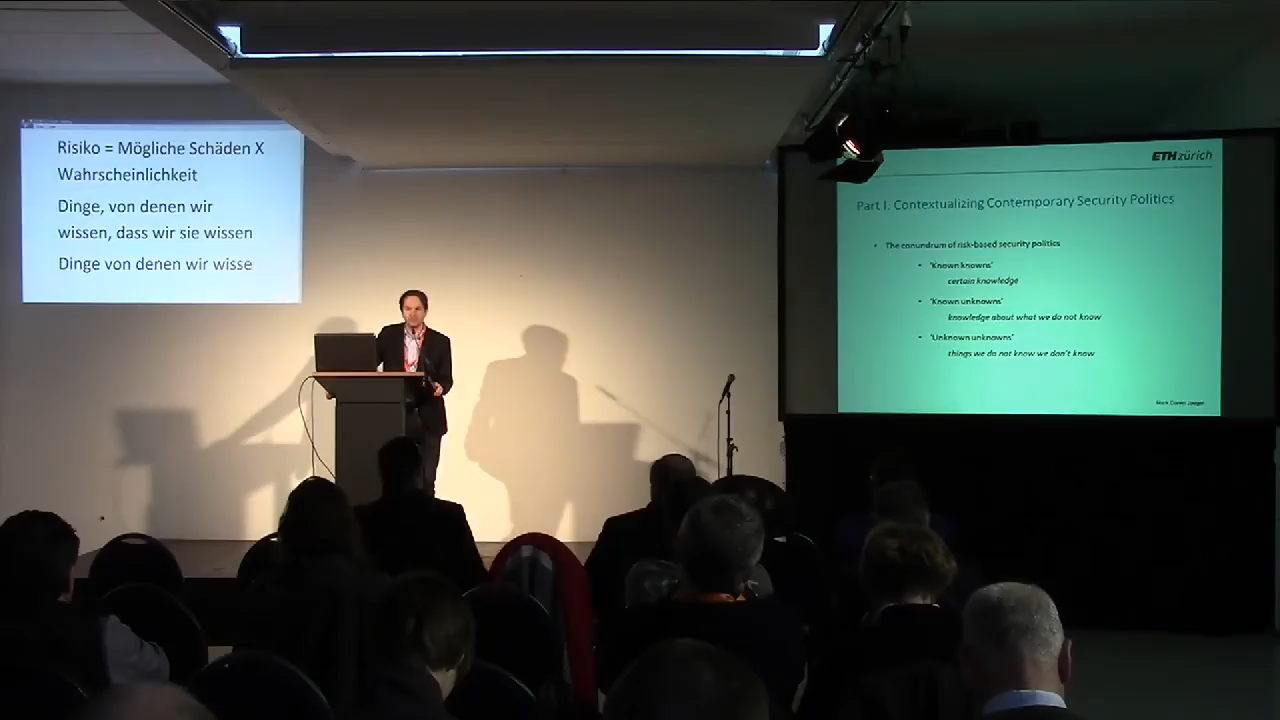 Risiko = Mögliche Schäden X
Wahrscheinlichkeit
Dinge, von denen wir
wissen, dass wir sie wissen
Dinge von denen wir wisse
ETH zürich
Part I: Contextualizing Contemporary Security Politics
• The conundrum of risk-based security politics
• 'Known knowns'
certain knowledge
• 'Known unknowns'
knowledge about what we do not know
• 'Unknown unknowns'
things we do not know we don't know